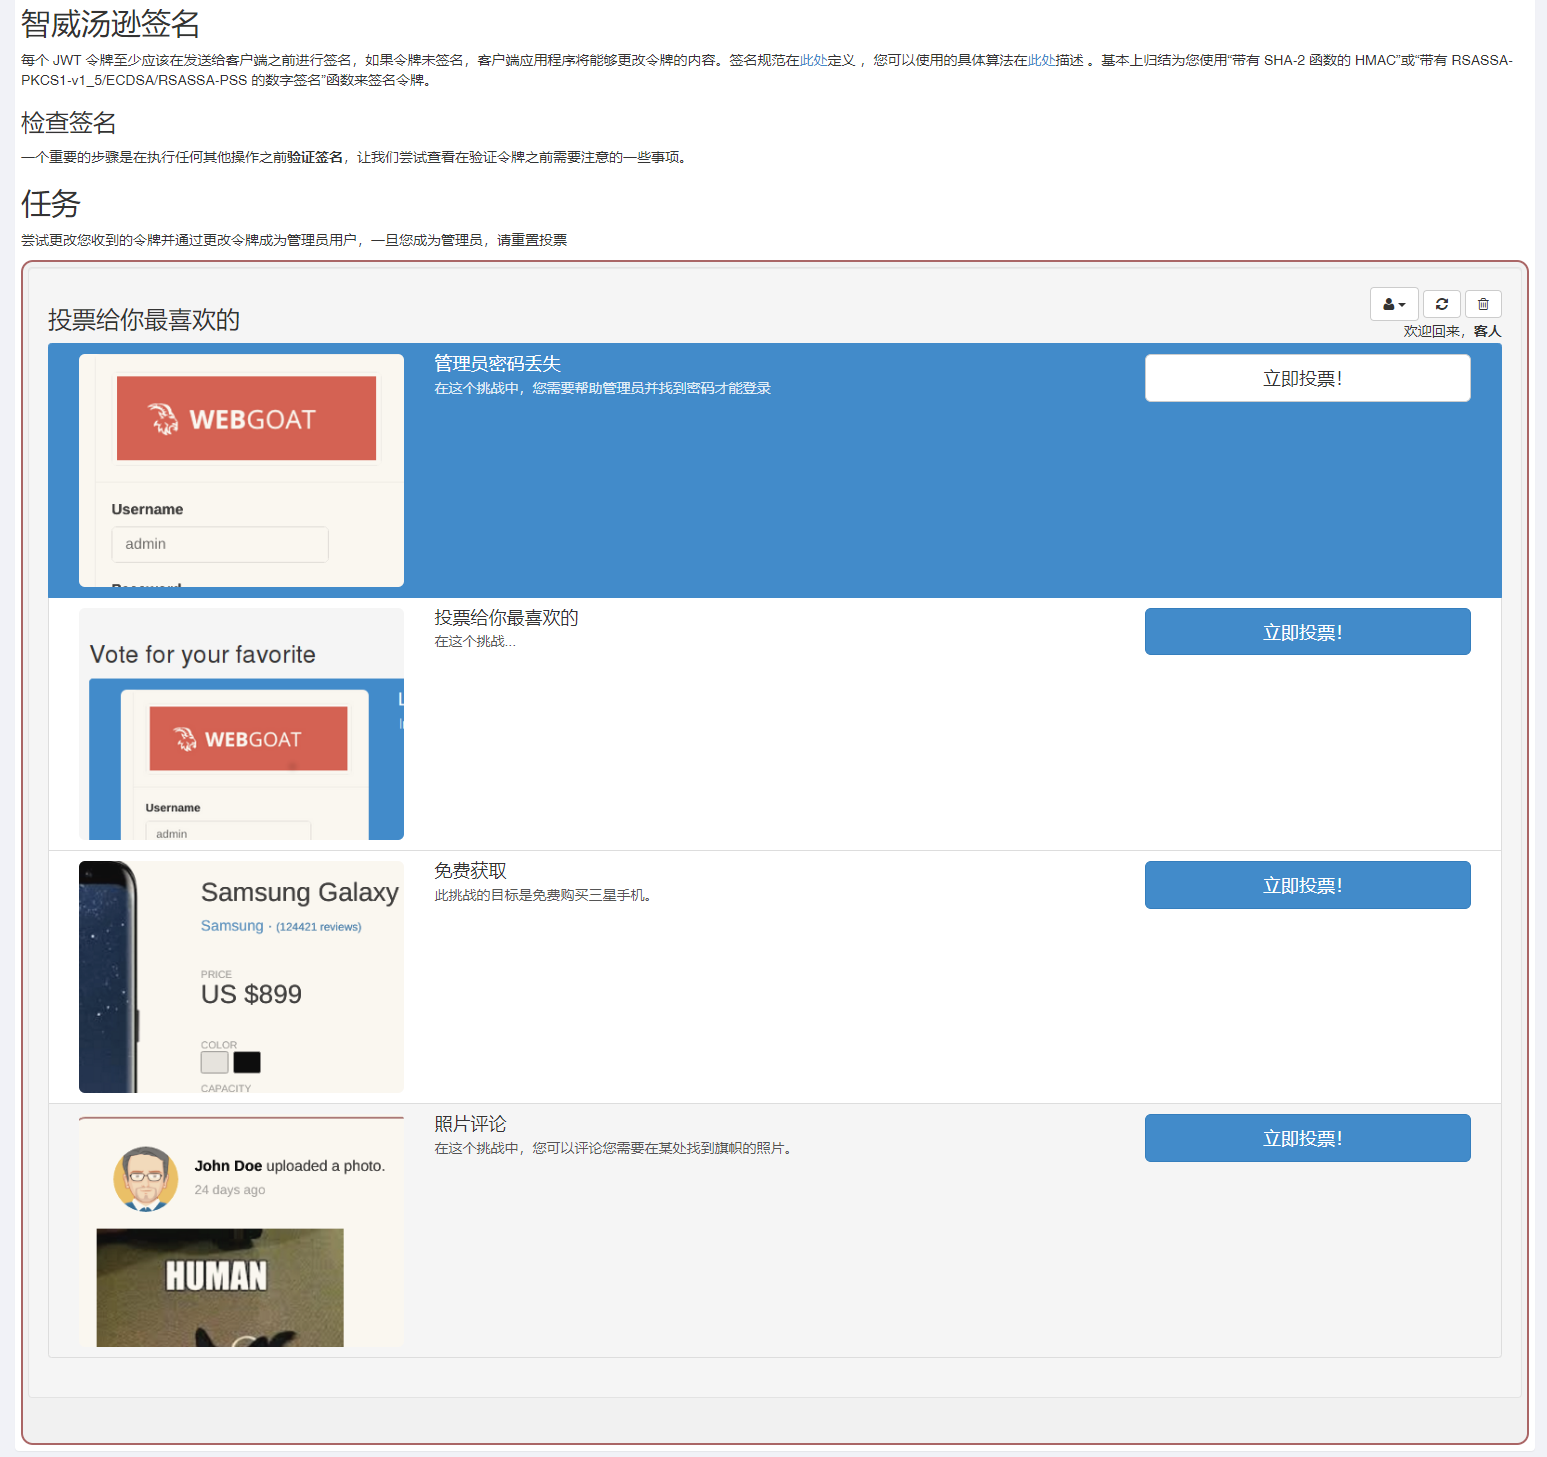 智威汤逊签名
每个 JWT 令牌至少应该在发送给客户端之前进行签名，如果令牌未签名，客户端应用程序将能够更改令牌的内容。签名规范在此处定义 ，您可以使用的具体算法在此处描述 。基本上归结为您使用“带有 SHA-2 函数的 HMAC”或“带有 RSASSA-
PKCS1-v1_5/ECDSA/RSASSA-PSS 的数字签名”函数来签名令牌。
检查签名
一个重要的步骤是在执行任何其他操作之前验证签名，让我们尝试查看在验证令牌之前需要注意的一些事项。
任务
尝试更改您收到的令牌并通过更改令牌成为管理员用户，一旦您成为管理员，请重置投票
投票给你最喜欢的
欢迎回来，客人
WEBGOAT
Username
admin
Password
管理员密码丢失
在这个挑战中，您需要帮助管理员并找到密码才能登录
立即投票！
Vote for your favorite
WEBGOAT
Username
admin
投票给你最喜欢的
在这个挑战...
立即投票！
Samsung Galaxy
Samsung · (124421 reviews)
PRICE
US $899
COLOR
CAPACITY
免费获取
此挑战的目标是免费购买三星手机。
立即投票！
John Doe uploaded a photo.
24 days ago
HUMAN
照片评论
在这个挑战中，您可以评论您需要在某处找到旗帜的照片。
立即投票！